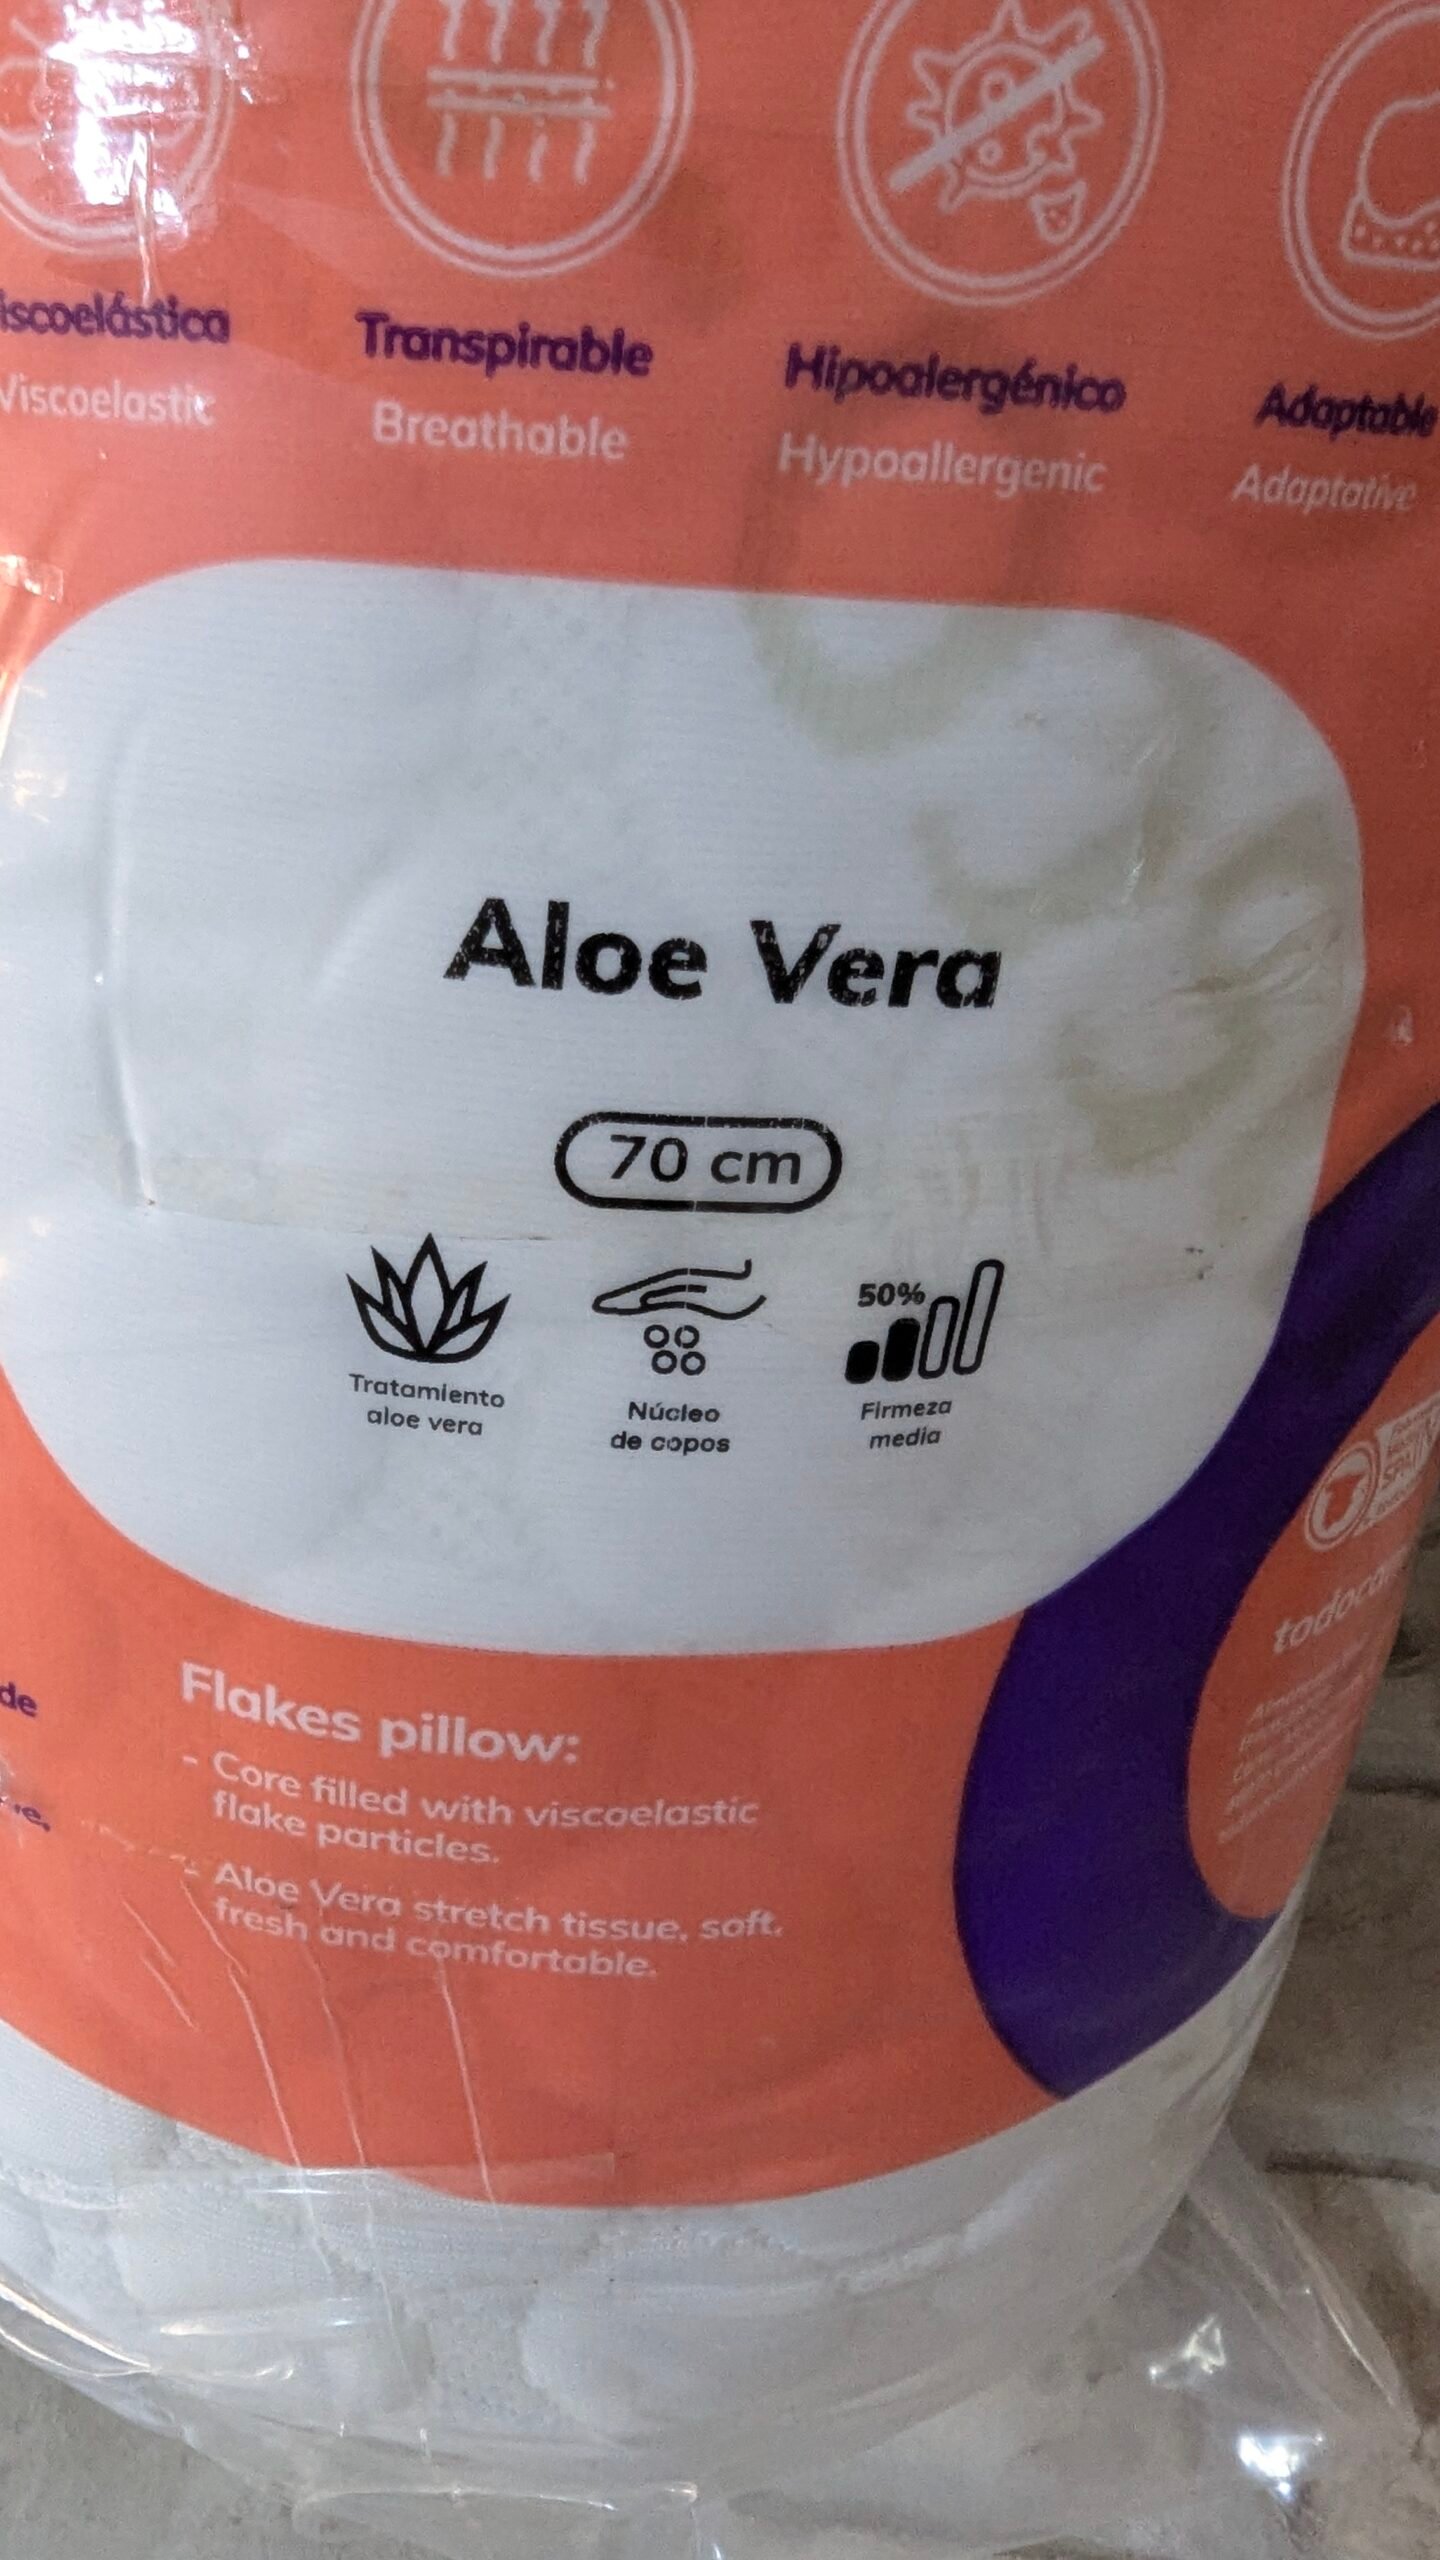 Viscoelástica
Viscoelastic
Transpirable
Breathable
Hipoalergénico
Hypoallergenic
Adaptable
Adaptative
Aloe Vera
70 cm
Tratamiento
aloe vera
Núcleo
de copos
50%
Firmeza
media
de
Flakes pillow:
- Core filled with viscoelastic
flake particles.
- Aloe Vera stretch tissue, soft,
fresh and comfortable.